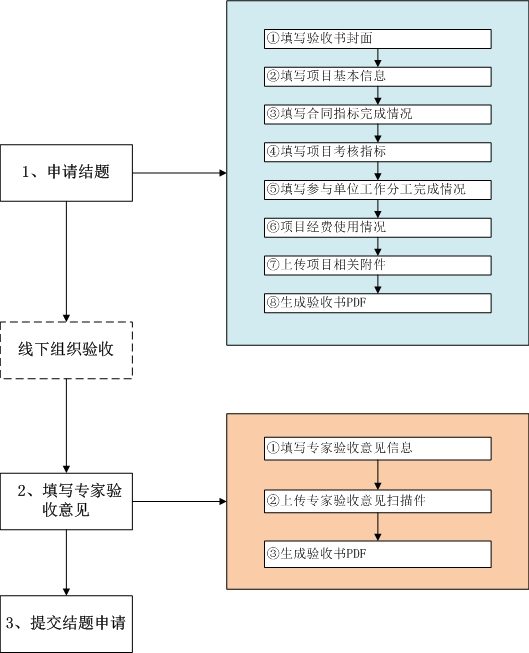 ①填写验收书封面
②填写项目基本信息
③填写合同指标完成情况
④填写项目考核指标
⑤填写参与单位工作分工完成情况
⑥项目经费使用情况
⑦上传项目相关附件
⑧生成验收书PDF
1、申请结题
线下组织验收
2、填写专家验
收意见
①填写专家验收意见信息
②上传专家验收意见扫描件
③生成验收书PDF
3、提交结题申请